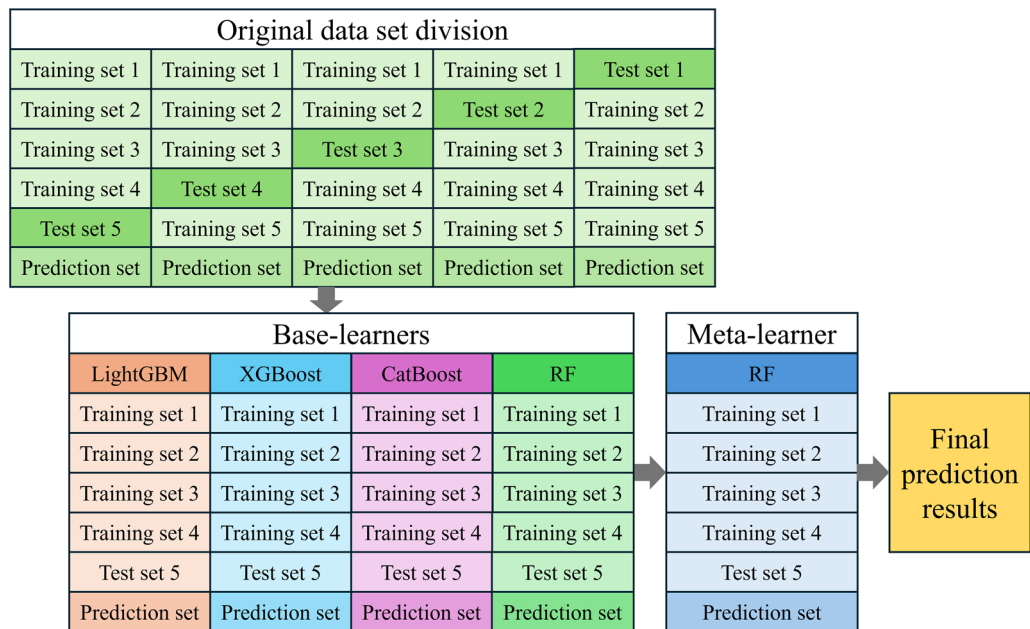 Original data set division
Training set 1 Training set 1 Training set 1 Training set 1 Test set 1
Training set 2 Training set 2 Training set 2 Test set 2 Training set 2
Training set 3 Training set 3 Test set 3 Training set 3 Training set 3
Training set 4 Test set 4 Training set 4 Training set 4 Training set 4
Test set 5 Training set 5 Training set 5 Training set 5 Training set 5
Prediction set Prediction set Prediction set Prediction set Prediction set
Base-learners
LightGBM XGBoost CatBoost RF
Training set 1 Training set 1 Training set 1 Training set 1
Training set 2 Training set 2 Training set 2 Training set 2
Training set 3 Training set 3 Training set 3 Training set 3
Training set 4 Training set 4 Training set 4 Training set 4
Test set 5 Test set 5 Test set 5 Test set 5
Prediction set Prediction set Prediction set Prediction set
Meta-learner
RF
Training set 1
Training set 2
Training set 3
Training set 4
Test set 5
Prediction set
Final
prediction
results